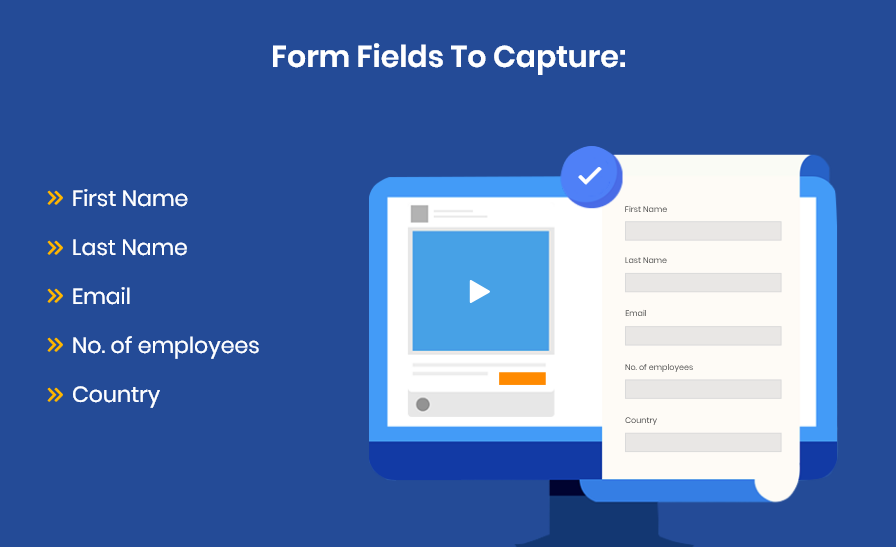 Form Fields To Capture:
First Name
Last Name
Email
No. of employees
Country
First Name
Last Name
Email
No. of employees
Country